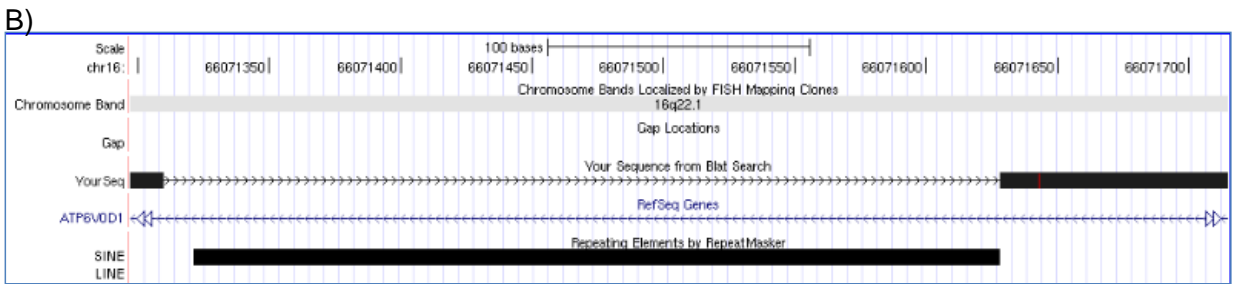 B)
Scale 100 bases
chr16: 66071350 66071400 66071450 66071500 66071550 66071600 66071650 66071700
Chromosome Bands Localized by FISH Mapping Clones
Chromosome Band 16q22.1
Gap Locations
Gap
Your Sequence from Blat Search
YourSeq
RefSeq Genes
ATP6V0D1
Repeating Elements by RepeatMasker
SINE
LINE